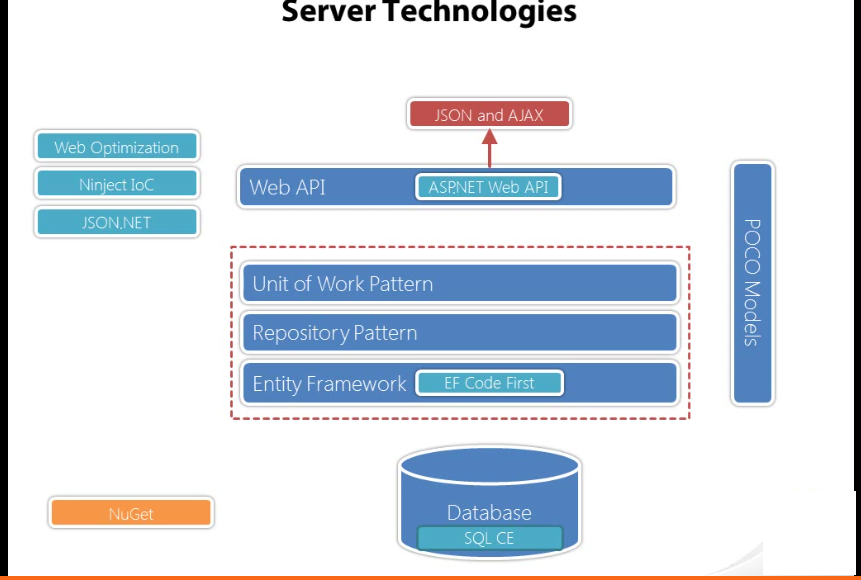 Server Technologies
JSON and AJAX
Web Optimization
Ninject IoC
JSON.NET
Web API
ASP.NET Web API
Unit of Work Pattern
Repository Pattern
Entity Framework
EF Code First
POCO Models
Database
SQL CE
NuGet